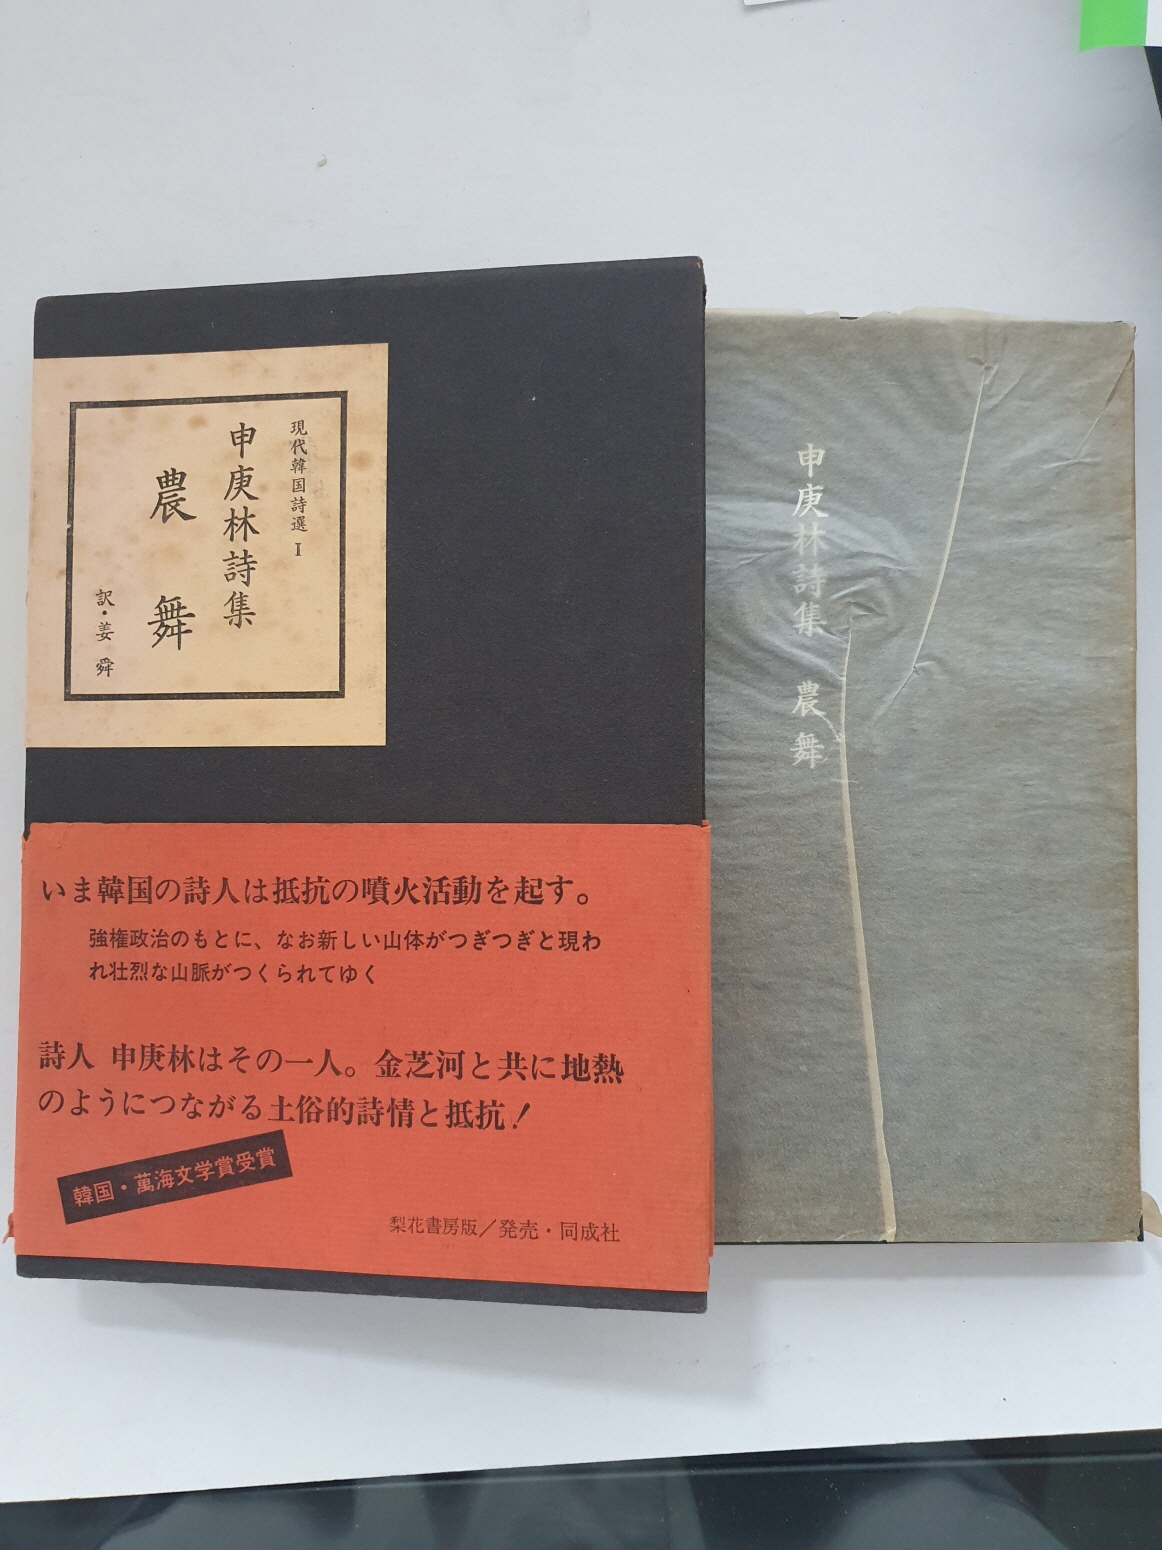 現代韓国詩選 I
申庚林詩集
農舞
訳・姜舜
いま韓国の詩人は抵抗の噴火活動を起す。
強権政治のもとに、なお新しい山体がつぎつぎと現わ
れ壮烈な山脈がつくられてゆく
詩人 申庚林はその一人。金芝河と共に地熱
のようにつながる土俗的詩情と抵抗!
韓国・萬海文学賞受賞
梨花書房版/発売・同成社
申庚林詩集 農舞